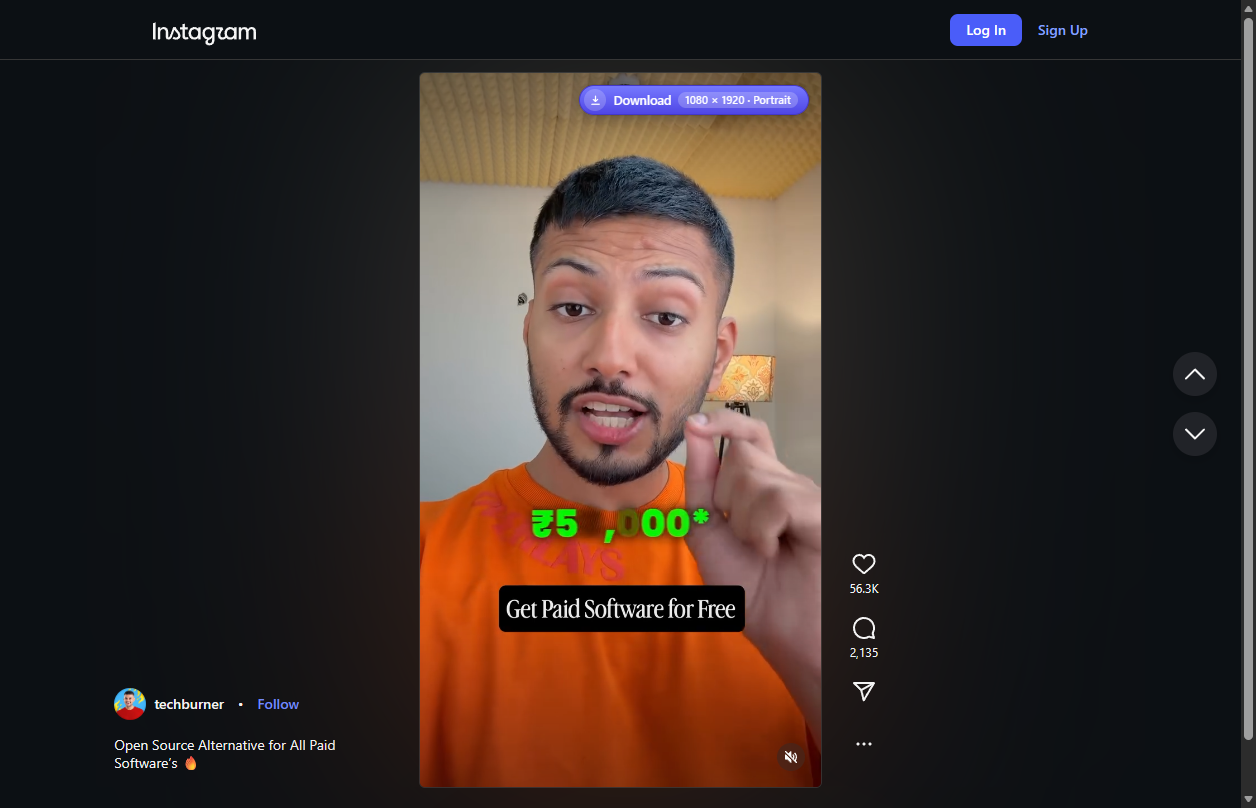 Instagram
Log In
Sign Up
Download 1080 × 1920 · Portrait
₹5 ,000*
Get Paid Software for Free
56.3K
2,135
techburner • Follow
Open Source Alternative for All Paid
Software's 🔥